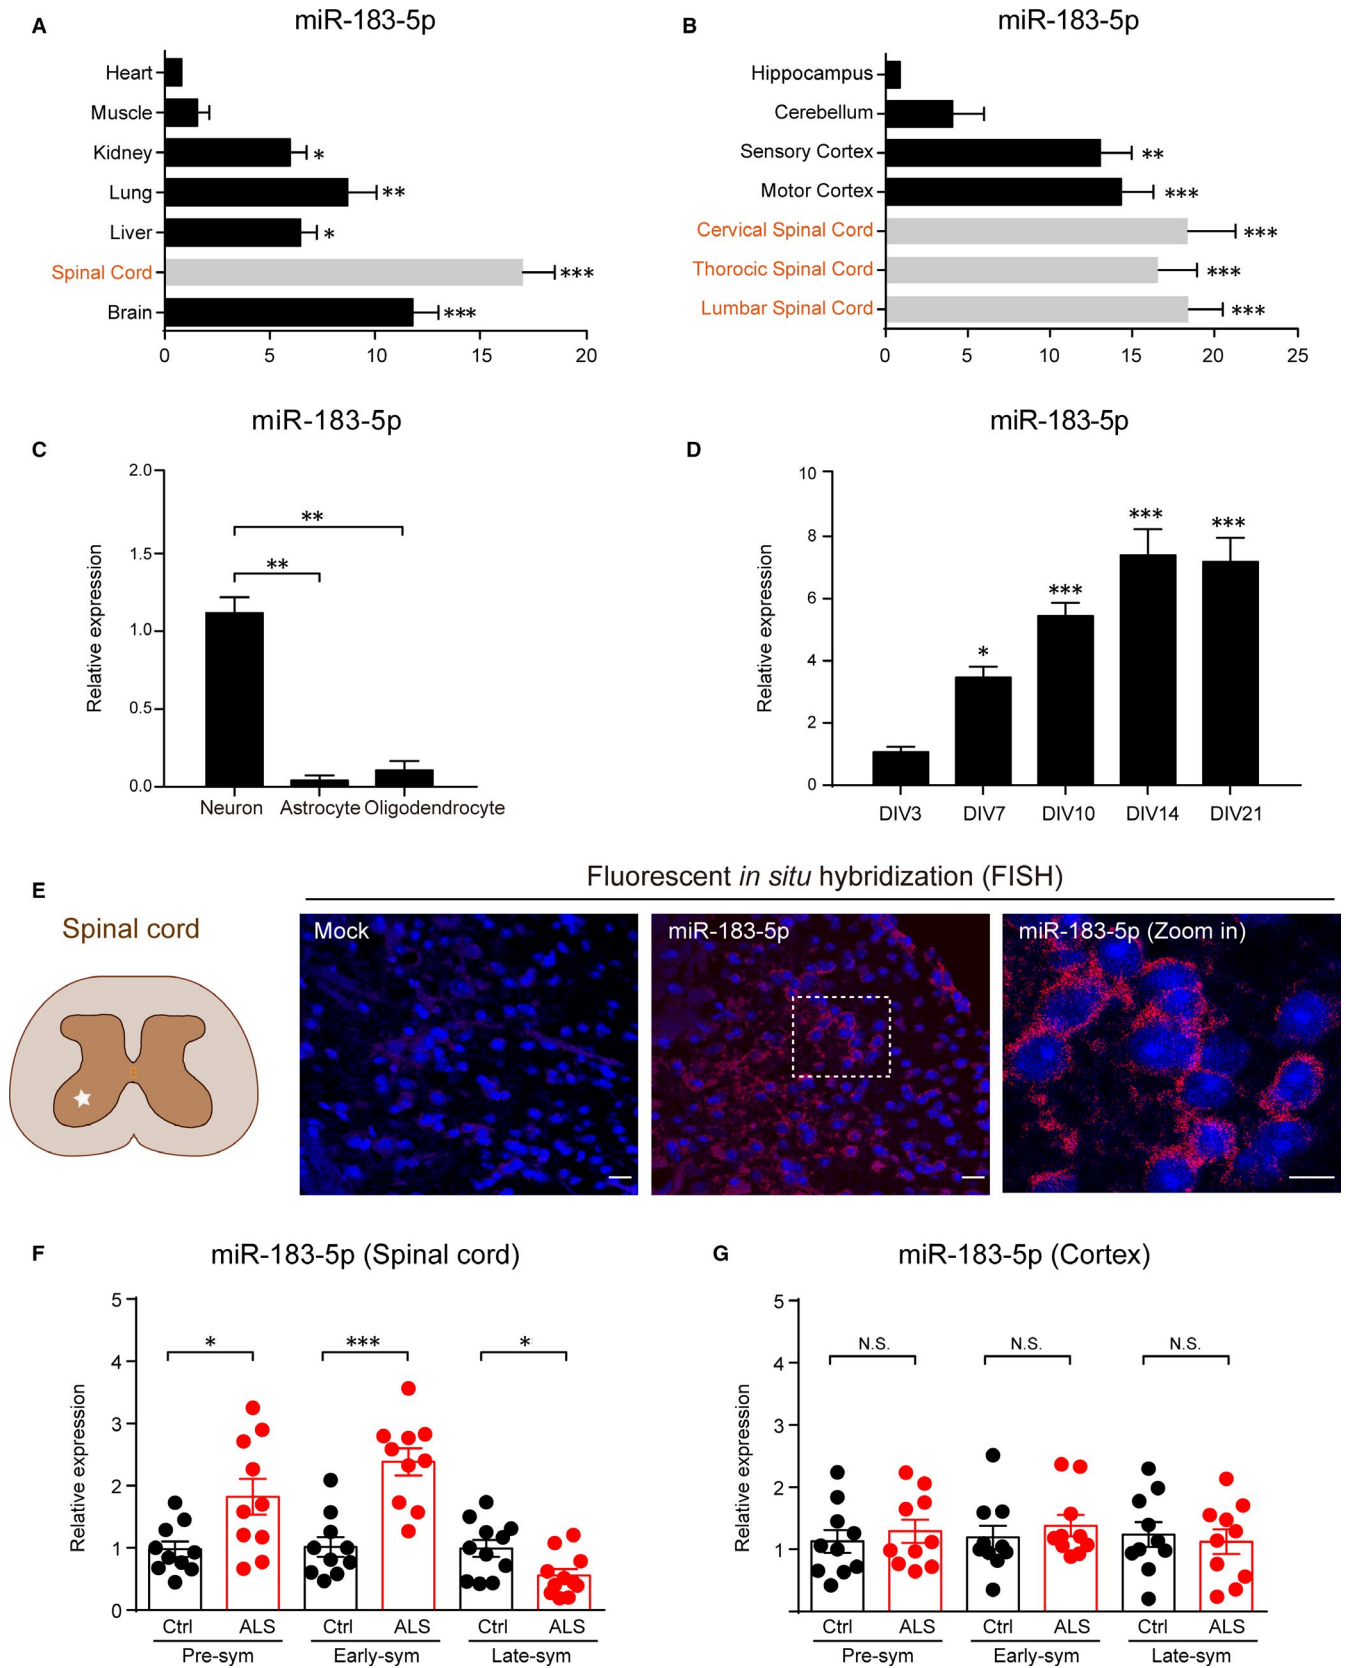 A
miR-183-5p
Heart
Muscle
Kidney
*
Lung
**
Liver
*
Spinal Cord
***
Brain
***
0 5 10 15 20
B
miR-183-5p
Hippocampus
Cerebellum
Sensory Cortex
**
Motor Cortex
***
Cervical Spinal Cord
***
Thorocic Spinal Cord
***
Lumbar Spinal Cord
***
0 5 10 15 20 25
C
miR-183-5p
Relative expression
2.0
1.5
1.0
0.5
0.0
**
**
Neuron Astrocyte Oligodendrocyte
D
miR-183-5p
Relative expression
10
8
6
4
2
0
*
***
***
***
DIV3 DIV7 DIV10 DIV14 DIV21
E
Fluorescent in situ hybridization (FISH)
Spinal cord
Mock
miR-183-5p
miR-183-5p (Zoom in)
F
miR-183-5p (Spinal cord)
Relative expression
5
4
3
2
1
0
* *** *
Ctrl ALS Ctrl ALS Ctrl ALS
Pre-sym Early-sym Late-sym
G
miR-183-5p (Cortex)
Relative expression
5
4
3
2
1
N.S. N.S. N.S.
Ctrl ALS Ctrl ALS Ctrl ALS
Pre-sym Early-sym Late-sym